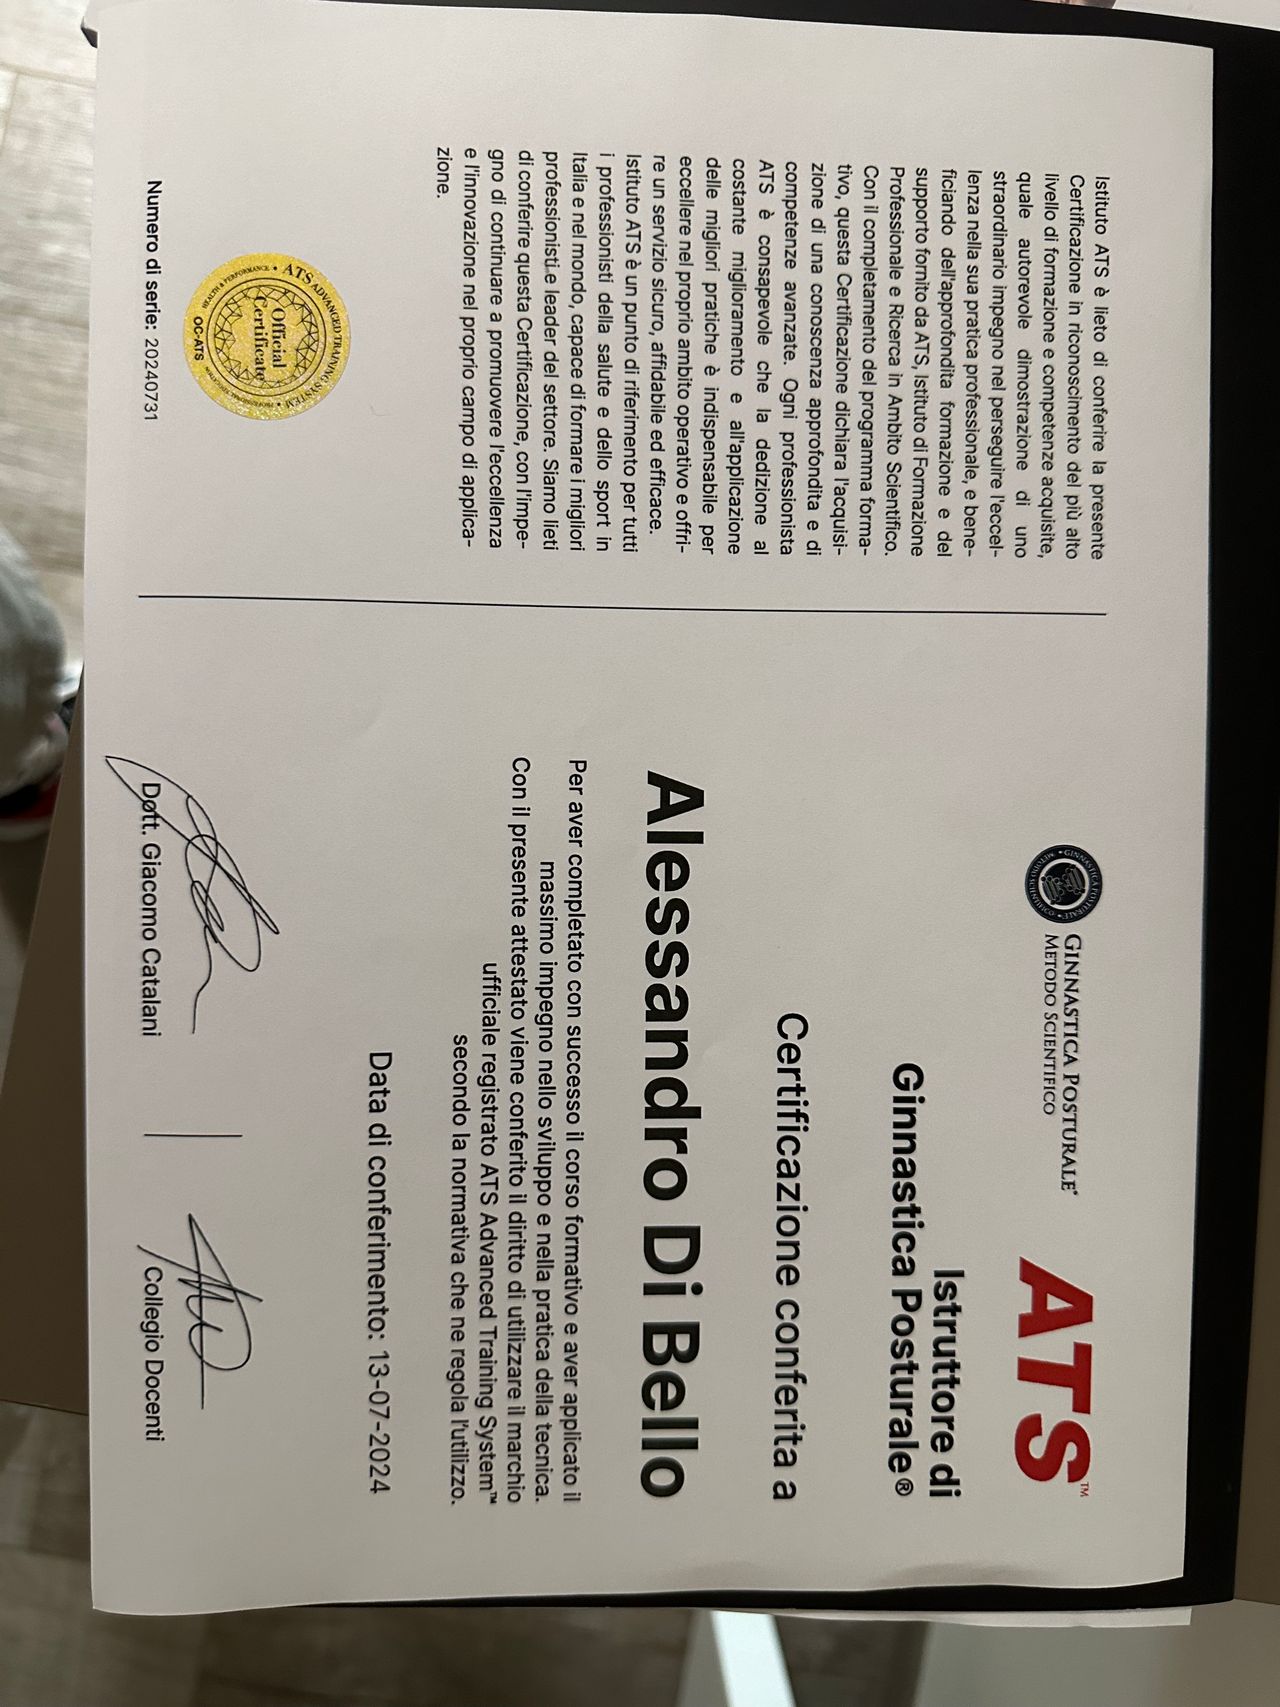 Istituto ATS è lieto di conferire la presente
Certificazione in riconoscimento del più alto
livello di formazione e competenze acquisite,
quale autorevole dimostrazione di uno
straordinario impegno nel perseguire l'eccel-
lenza nella sua pratica professionale, e bene-
ficiando dell'approfondita formazione e del
supporto fornito da ATS, Istituto di Formazione
Professionale e Ricerca in Ambito Scientifico.
Con il completamento del programma forma-
tivo, questa Certificazione dichiara l'acquisi-
zione di una conoscenza approfondita e di
competenze avanzate. Ogni professionista
ATS è consapevole che la dedizione al
costante miglioramento e all'applicazione
delle migliori pratiche è indispensabile per
eccellere nel proprio ambito operativo e offri-
re un servizio sicuro, affidabile ed efficace.
Istituto ATS è un punto di riferimento per tutti
i professionisti della salute e dello sport in
Italia e nel mondo, capace di formare i migliori
professionisti e leader del settore. Siamo lieti
di conferire questa Certificazione, con l'impe-
gno di continuare a promuovere l'eccellenza
e l'innovazione nel proprio campo di applica-
zione.
ATS ADVANCED TRAINING SYSTEM
HEALTH & PERFORMANCE
Official
Certificate
OC-ATS
Numero di serie: 20240731
GINNASTICA POSTURALE
METODO SCIENTIFICO
GINNASTICA POSTURALE®
METODO SCIENTIFICO
ATS™
Istruttore di
Ginnastica Posturale®
Certificazione conferita a
Alessandro Di Bello
Per aver completato con successo il corso formativo e aver applicato il
massimo impegno nello sviluppo e nella pratica della tecnica.
Con il presente attestato viene conferito il diritto di utilizzare il marchio
ufficiale registrato ATS Advanced Training System™
secondo la normativa che ne regola l'utilizzo.
Data di conferimento: 13-07-2024
Dott. Giacomo Catalani
Collegio Docenti